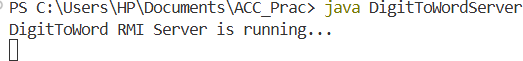 PS C:\Users\HP\Documents\ACC_Prac> java DigitToWordServer
DigitToWord RMI Server is running...